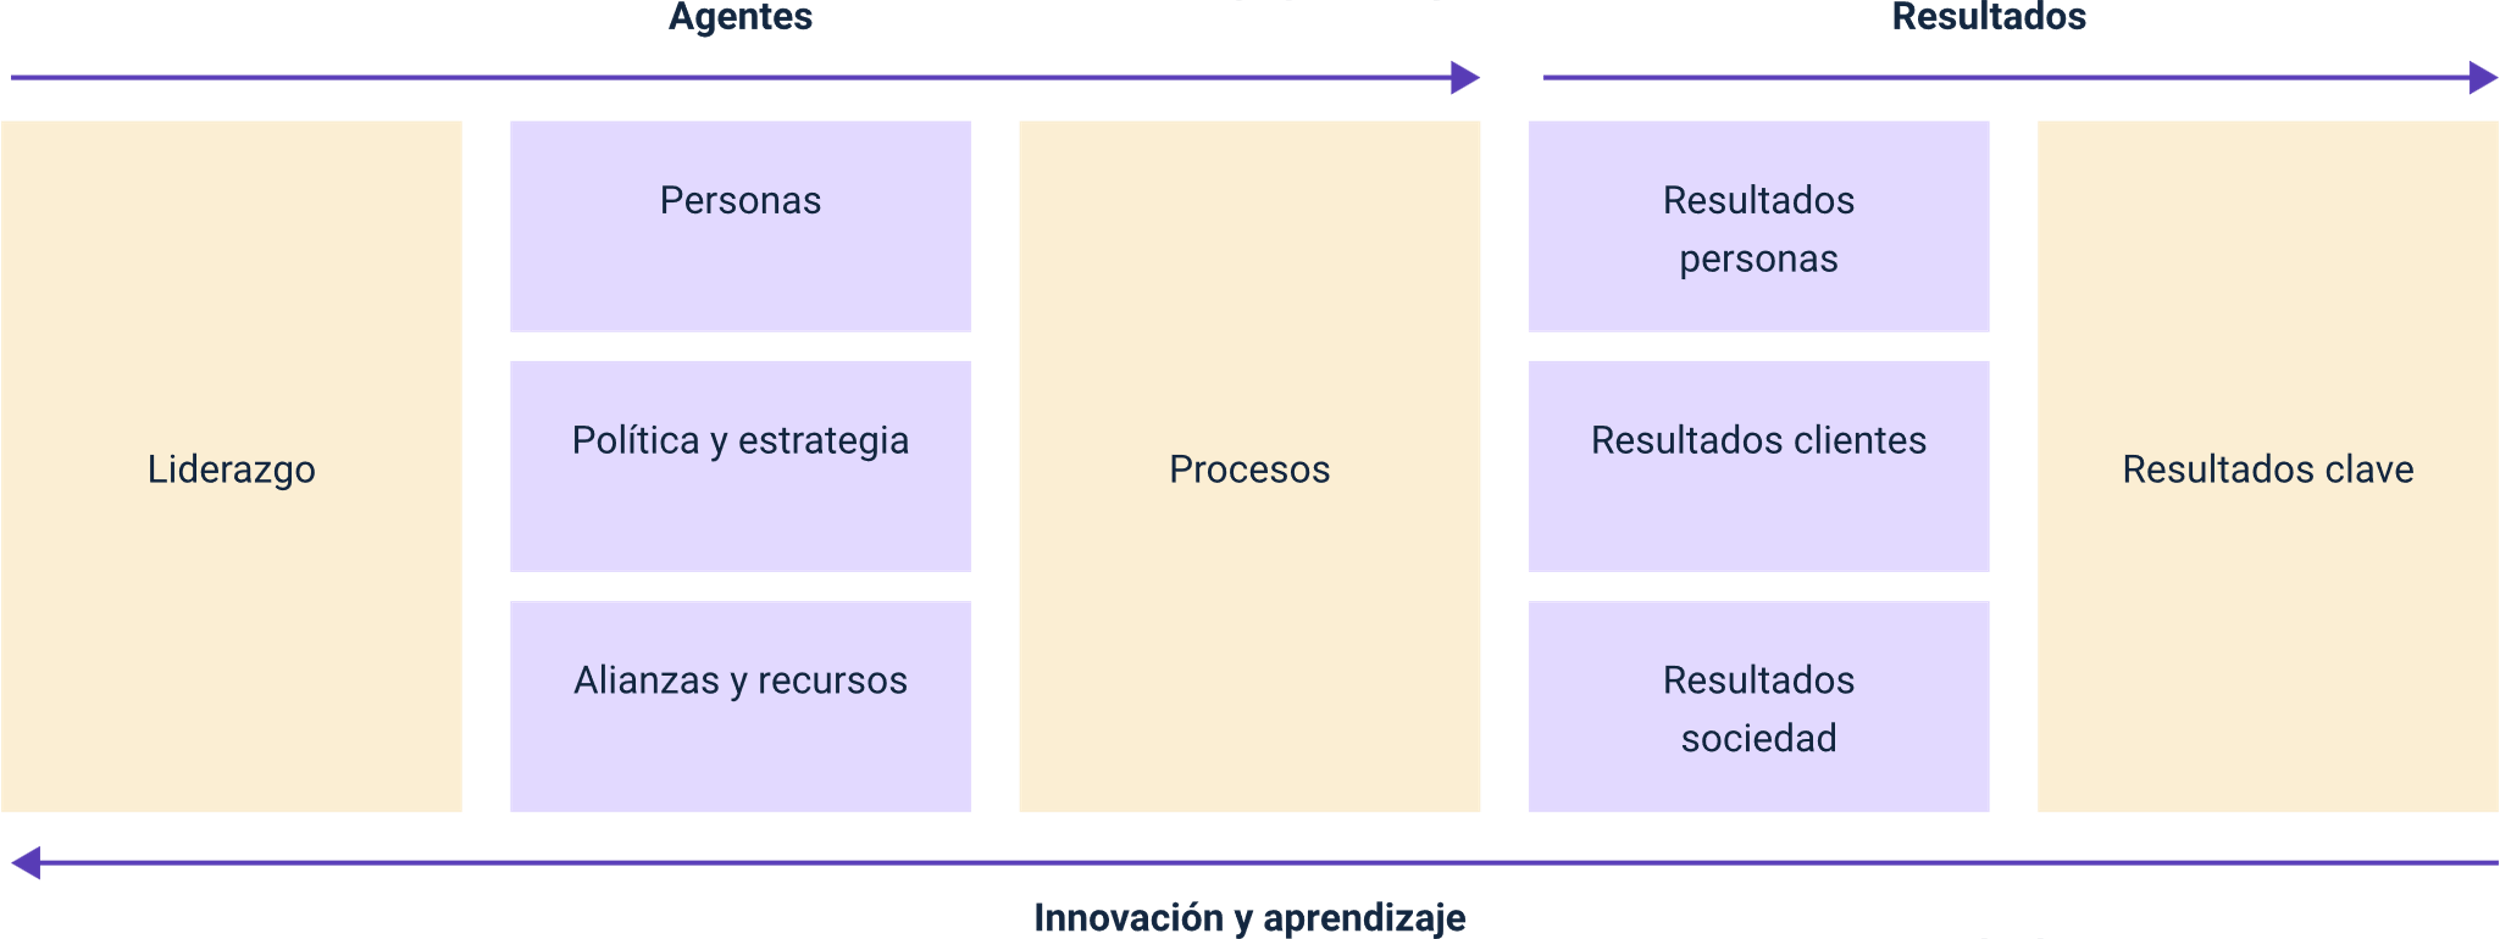 Agentes
Resultados
Liderazgo
Personas
Política y estrategia
Alianzas y recursos
Procesos
Resultados
personas
Resultados clientes
Resultados
sociedad
Resultados clave
Innovación y aprendizaje